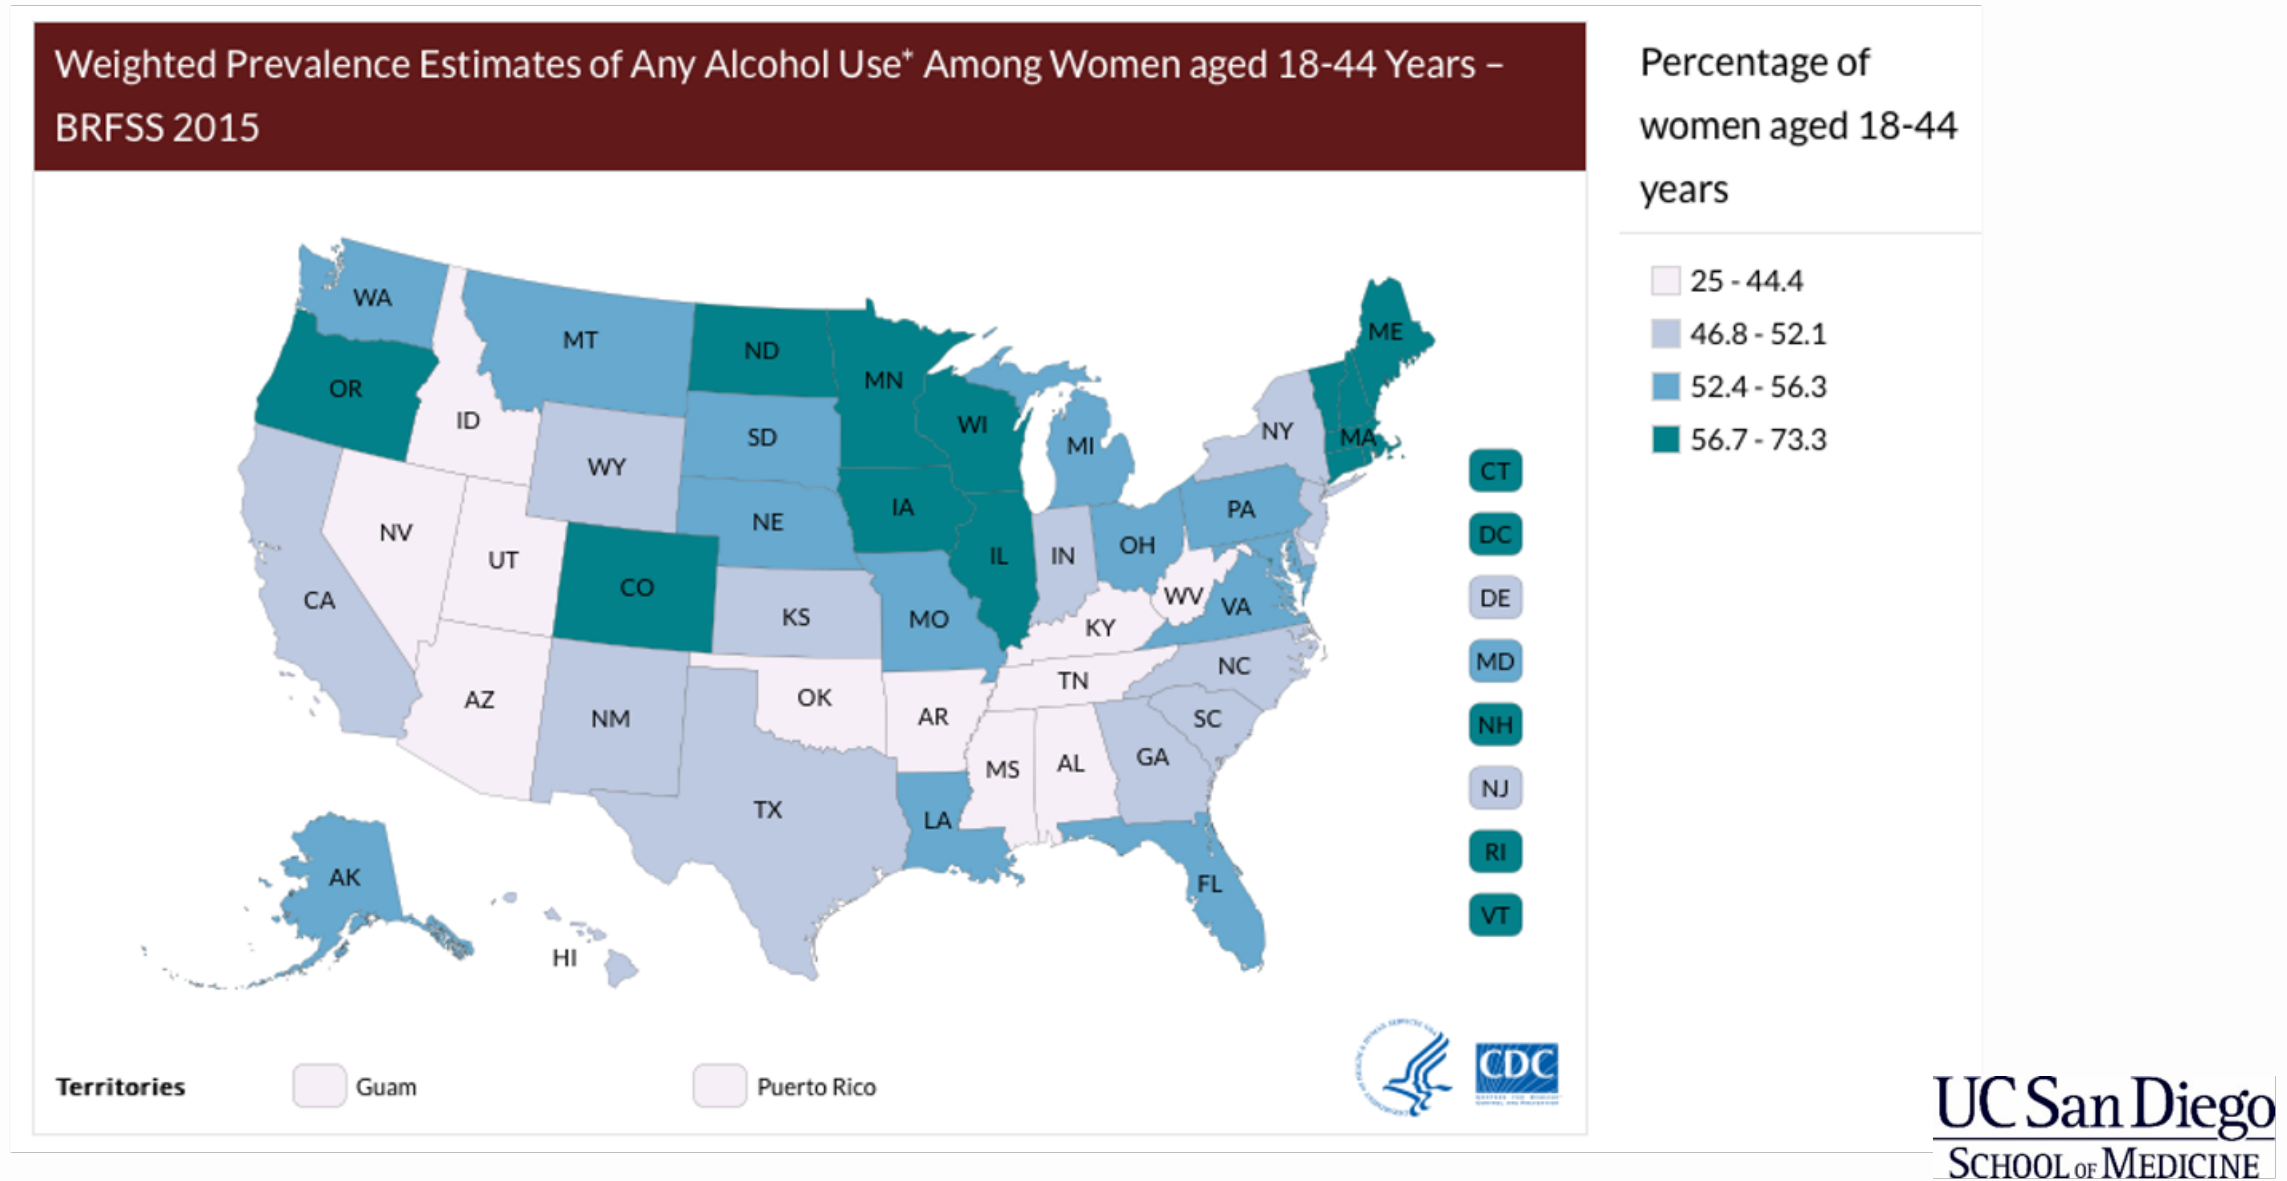 Weighted Prevalence Estimates of Any Alcohol Use* Among Women aged 18-44 Years –
BRFSS 2015
Percentage of
women aged 18-44
years
25 - 44.4
46.8 - 52.1
52.4 - 56.3
56.7 - 73.3
WA
MT
ND
MN
ME
OR
ID
WY
SD
WI
MI
NY
MA
NV
UT
CO
NE
IA
IL
IN
OH
PA
CA
KS
MO
KY
WV
VA
AZ
NM
OK
AR
TN
NC
SC
TX
LA
MS
AL
GA
FL
AK
HI
CT
DC
DE
MD
NH
NJ
RI
VT
Territories
Guam
Puerto Rico
CDC
UC San Diego
SCHOOL OF MEDICINE